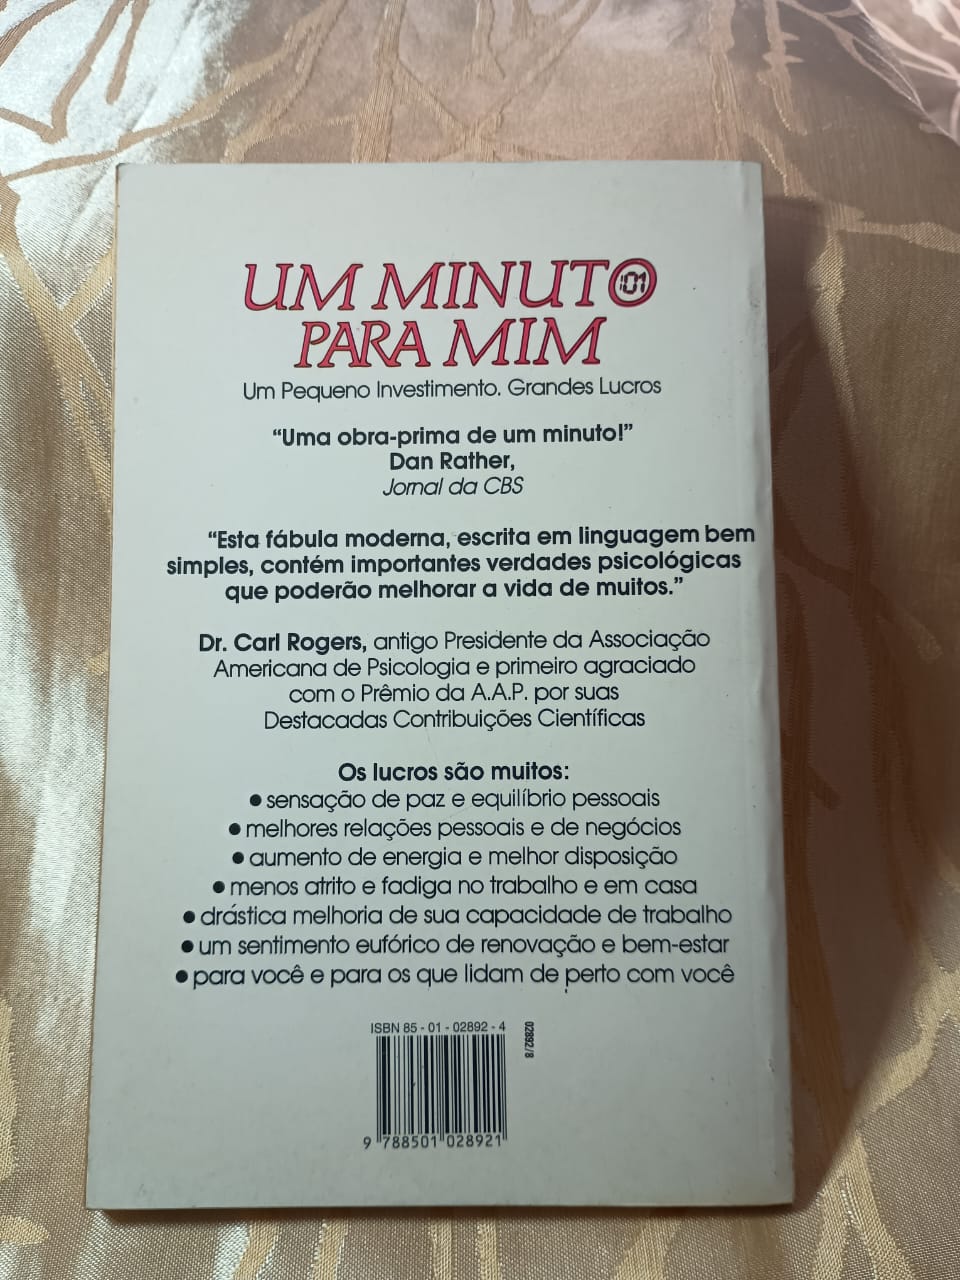 UM MINUTO
:01
PARA MIM
Um Pequeno Investimento. Grandes Lucros
“Uma obra-prima de um minuto!”
Dan Rather,
Jornal da CBS
“Esta fábula moderna, escrita em linguagem bem
simples, contém importantes verdades psicológicas
que poderão melhorar a vida de muitos.”
Dr. Carl Rogers, antigo Presidente da Associação
Americana de Psicologia e primeiro agraciado
com o Prêmio da A.A.P. por suas
Destacadas Contribuições Científicas
Os lucros são muitos:
● sensação de paz e equilíbrio pessoais
● melhores relações pessoais e de negócios
● aumento de energia e melhor disposição
● menos atrito e fadiga no trabalho e em casa
● drástica melhoria de sua capacidade de trabalho
● um sentimento eufórico de renovação e bem-estar
● para você e para os que lidam de perto com você
ISBN 85-01-02892-4
02892/8
9 788501 028921